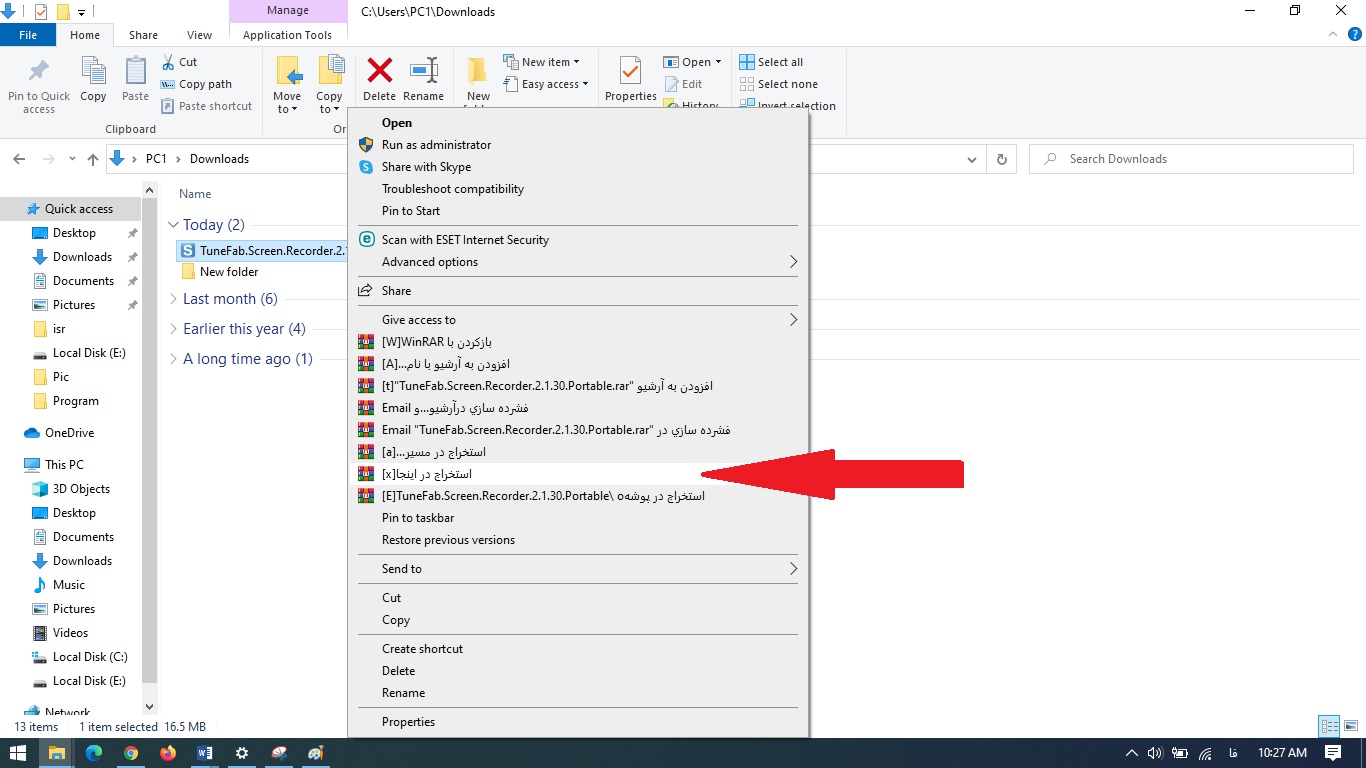 Manage
C:\Users\PC1\Downloads
File
Home
Share
View
Application Tools
Pin to Quick access
Copy
Paste
Cut
Copy path
Paste shortcut
Clipboard
Move to
Copy to
Delete
Rename
New
New item
Easy access
Properties
Open
Edit
History
Select all
Select none
Invert selection
PC1
Downloads
Search Downloads
Name
Quick access
Desktop
Downloads
Documents
Pictures
isr
Local Disk (E:)
Pic
Program
OneDrive
This PC
3D Objects
Desktop
Documents
Downloads
Music
Pictures
Videos
Local Disk (C:)
Local Disk (E:)
Network
Today (2)
TuneFab.Screen.Recorder.2.1
New folder
Last month (6)
Earlier this year (4)
A long time ago (1)
Open
Run as administrator
Share with Skype
Troubleshoot compatibility
Pin to Start
Scan with ESET Internet Security
Advanced options
Share
Give access to
بازکردن با WinRAR[W]
افزودن به آرشیو با نام...[A]
افزودن به آرشیو "TuneFab.Screen.Recorder.2.1.30.Portable.rar"[t]
فشرده سازي درآرشیو...و Email
فشرده سازي در "TuneFab.Screen.Recorder.2.1.30.Portable.rar" Email
استخراج در مسیر...[a]
استخراج در اینجا[x]
استخراج در پوشه‌ه TuneFab.Screen.Recorder.2.1.30.Portable\[E]
Pin to taskbar
Restore previous versions
Send to
Cut
Copy
Create shortcut
Delete
Rename
Properties
13 items
1 item selected
16.5 MB
فا
10:27 AM